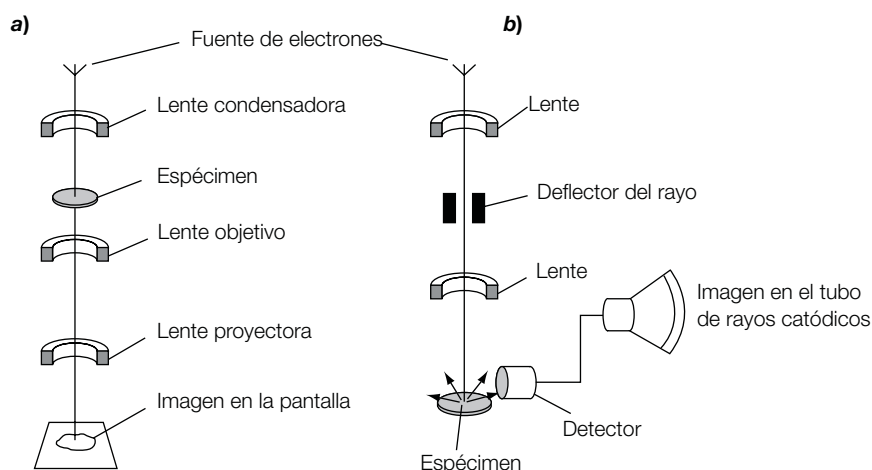 a)
Fuente de electrones
b)
Lente condensadora
Espécimen
Lente objetivo
Lente proyectora
Imagen en la pantalla
Lente
Deflector del rayo
Lente
Imagen en el tubo
de rayos catódicos
Detector
Espécimen